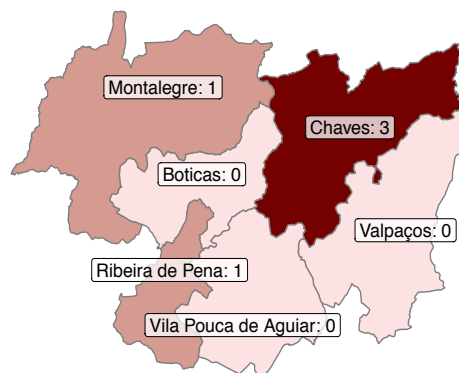 Montalegre: 1
Chaves: 3
Boticas: 0
Valpaços: 0
Ribeira de Pena: 1
Vila Pouca de Aguiar: 0